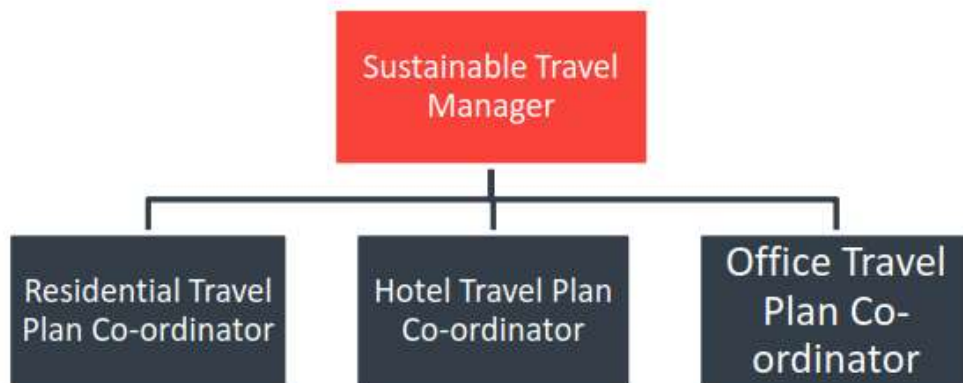 Sustainable Travel
Manager
Residential Travel
Plan Co-ordinator
Hotel Travel Plan
Co-ordinator
Office Travel
Plan Co-
ordinator